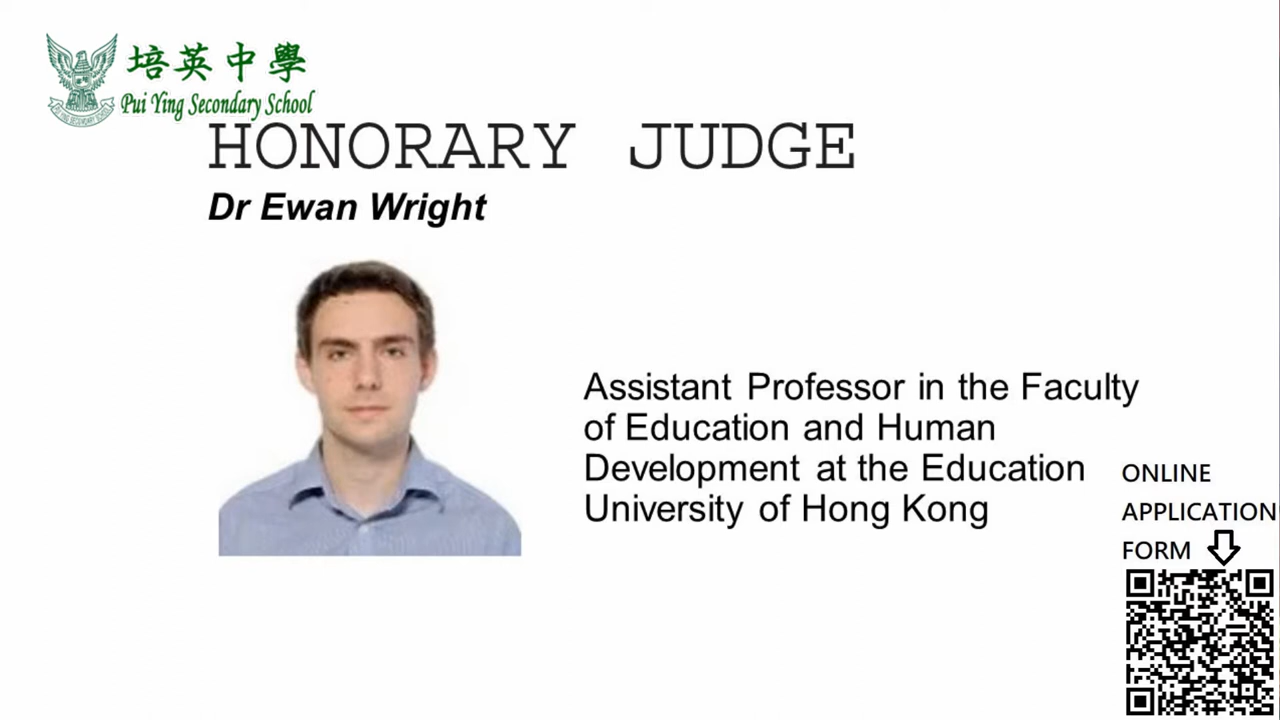 培英中學
Pui Ying Secondary School
HONORARY JUDGE
Dr Ewan Wright
Assistant Professor in the Faculty
of Education and Human
Development at the Education
University of Hong Kong
ONLINE
APPLICATION
FORM